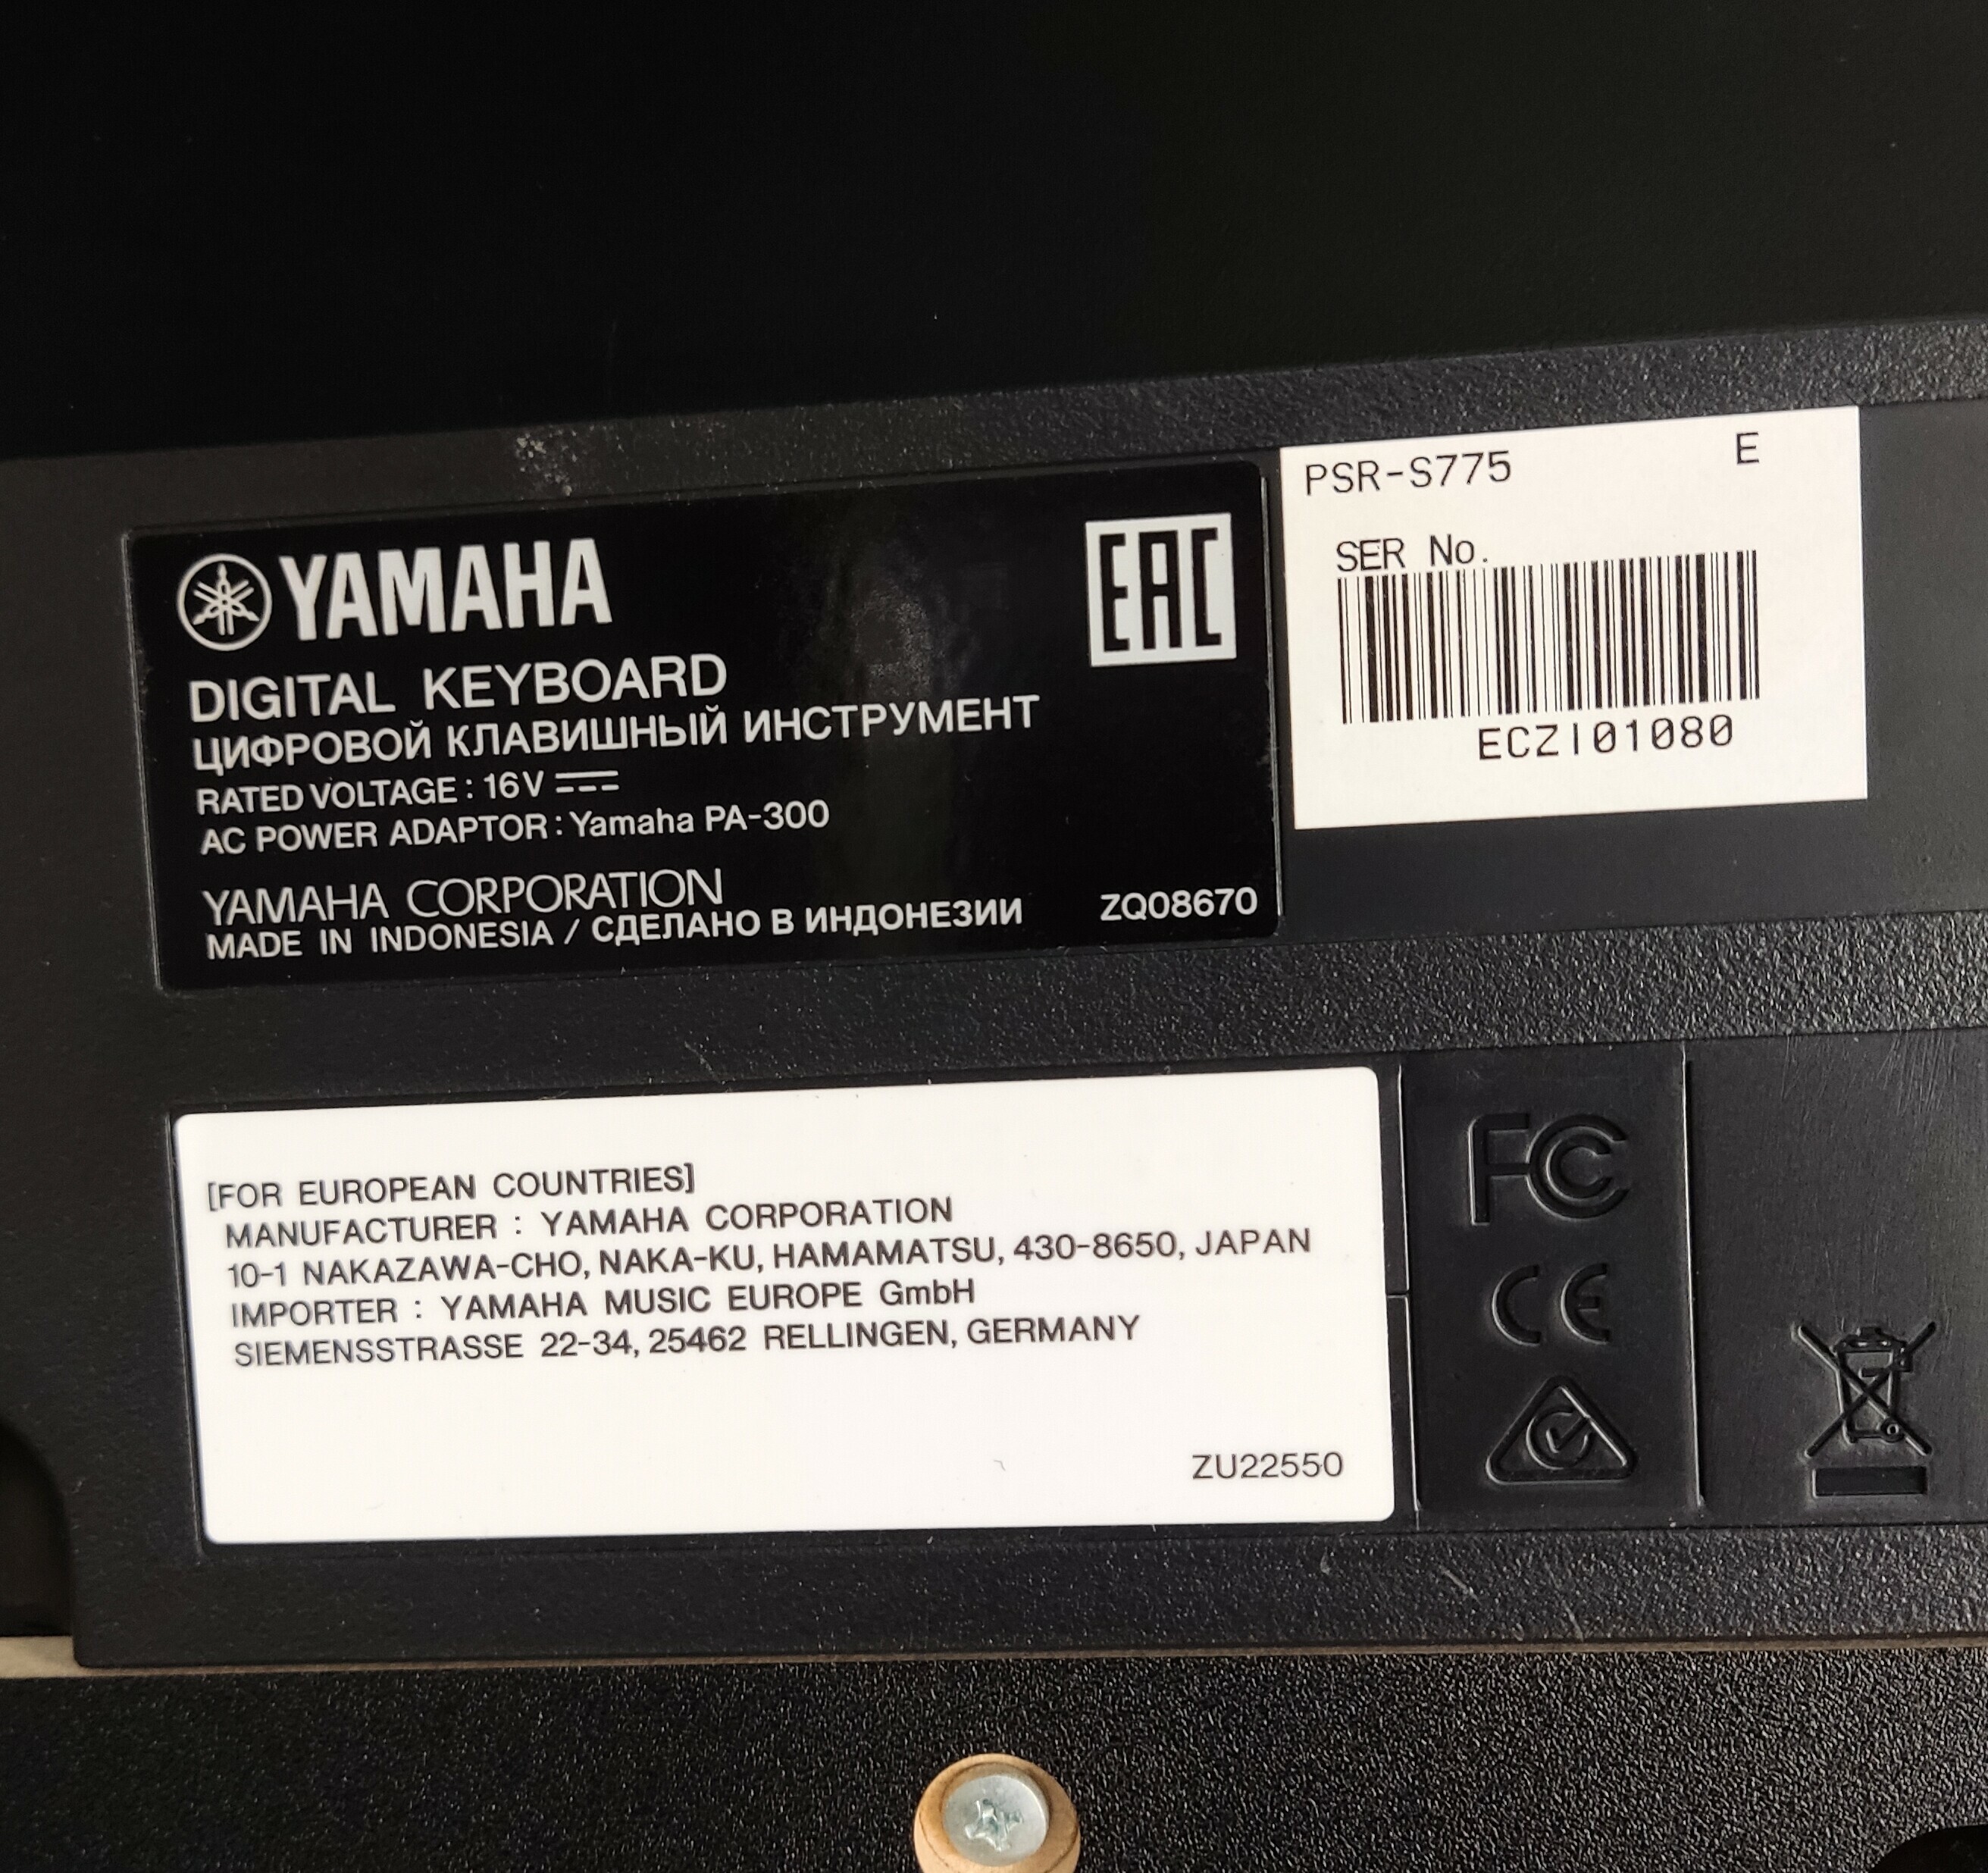 YAMAHA
EAC
DIGITAL KEYBOARD
ЦИФРОВОЙ КЛАВИШНЫЙ ИНСТРУМЕНТ
RATED VOLTAGE : 16V
AC POWER ADAPTOR : Yamaha PA-300
YAMAHA CORPORATION
MADE IN INDONESIA / СДЕЛАНО В ИНДОНЕЗИИ
ZQ08670
PSR-S775 E
SER No.
ECZI01080
[FOR EUROPEAN COUNTRIES]
MANUFACTURER : YAMAHA CORPORATION
10-1 NAKAZAWA-CHO, NAKA-KU, HAMAMATSU, 430-8650, JAPAN
IMPORTER : YAMAHA MUSIC EUROPE GmbH
SIEMENSSTRASSE 22-34, 25462 RELLINGEN, GERMANY
ZU22550
FC
CE